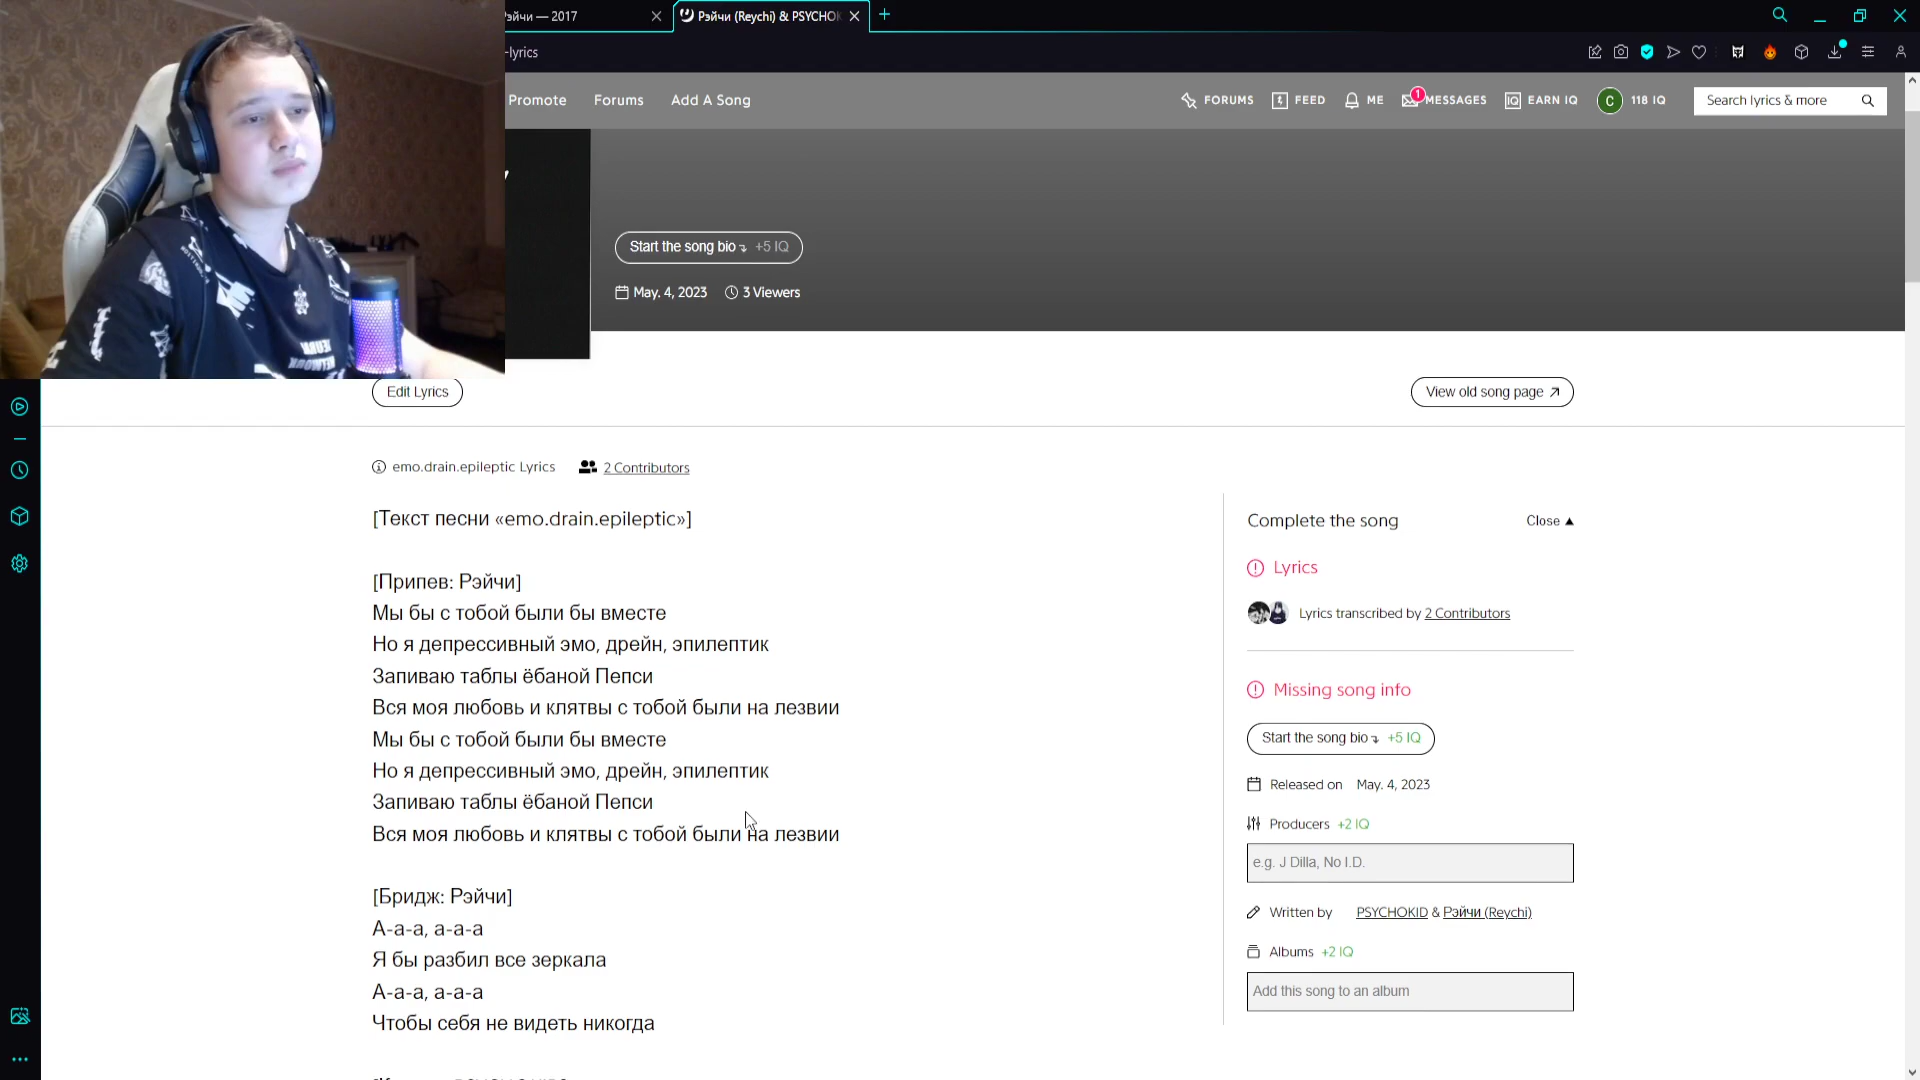 Рэйчи — 2017
Рэйчи (Reychi) & PSYCHOK
-lyrics
Promote
Forums
Add A Song
FORUMS
FEED
ME
1
MESSAGES
EARN IQ
C
118 IQ
Search lyrics & more
Start the song bio +5 IQ
May. 4, 2023
3 Viewers
Edit Lyrics
View old song page
emo.drain.epileptic Lyrics
2 Contributors
[Текст песни «emo.drain.epileptic»]
[Припев: Рэйчи]
Мы бы с тобой были бы вместе
Но я депрессивный эмо, дрейн, эпилептик
Запиваю таблы ёбаной Пепси
Вся моя любовь и клятвы с тобой были на лезвии
Мы бы с тобой были бы вместе
Но я депрессивный эмо, дрейн, эпилептик
Запиваю таблы ёбаной Пепси
Вся моя любовь и клятвы с тобой были на лезвии
[Бридж: Рэйчи]
А-а-а, а-а-а
Я бы разбил все зеркала
А-а-а, а-а-а
Чтобы себя не видеть никогда
Complete the song
Close
Lyrics
Lyrics transcribed by 2 Contributors
Missing song info
Start the song bio +5 IQ
Released on May. 4, 2023
Producers +2 IQ
e.g. J Dilla, No I.D.
Written by PSYCHOKID & Рэйчи (Reychi)
Albums +2 IQ
Add this song to an album